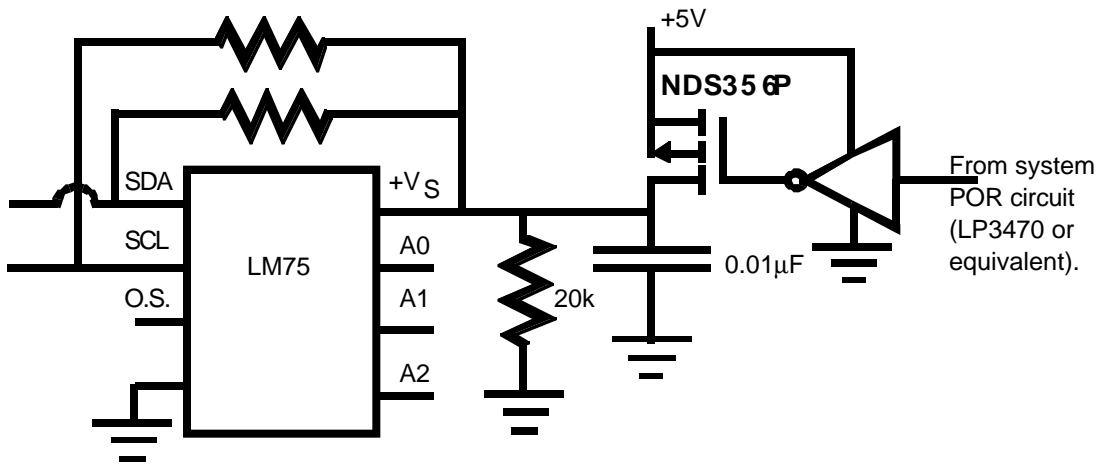 +5V
NDS356P
SDA
+VS
From system
POR circuit
(LP3470 or
equivalent).
SCL
A0
LM75
0.01μF
O.S.
A1
20k
A2